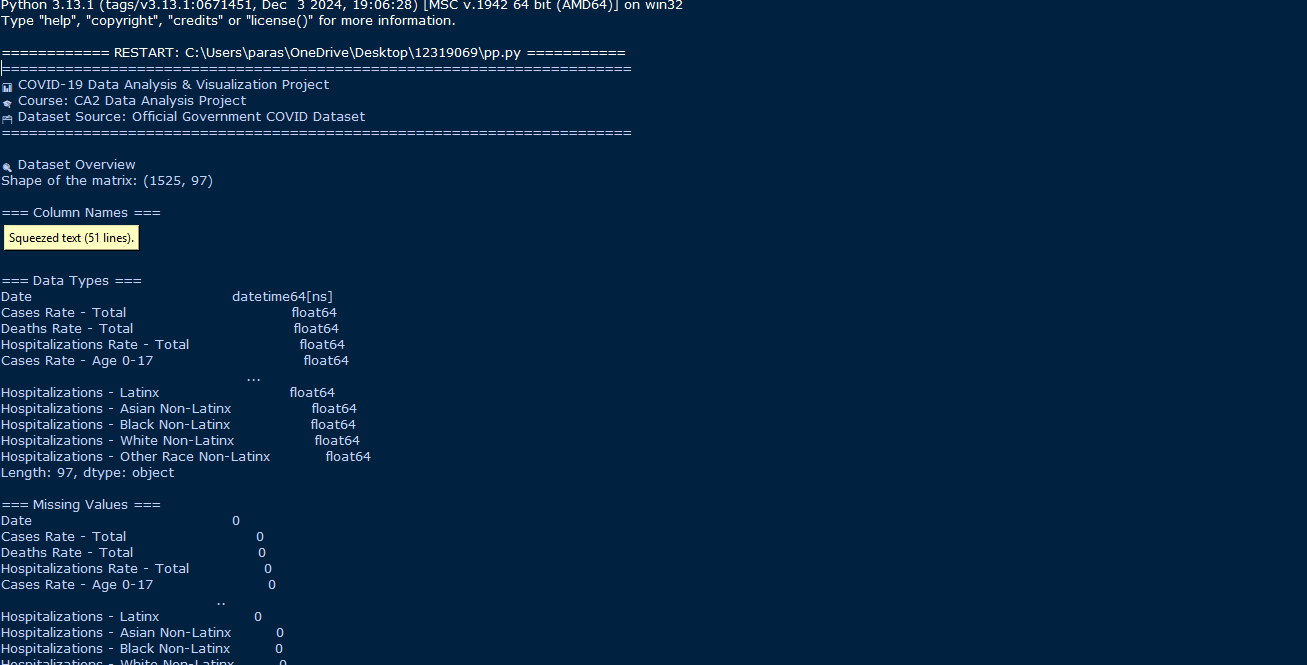 Python 3.13.1 (tags/v3.13.1:0671451, Dec  3 2024, 19:06:28) [MSC v.1942 64 bit (AMD64)] on win32
Type "help", "copyright", "credits" or "license()" for more information.
============ RESTART: C:\Users\paras\OneDrive\Desktop\12319069\pp.py ===========
======================================================================
COVID-19 Data Analysis & Visualization Project
Course: CA2 Data Analysis Project
Dataset Source: Official Government COVID Dataset
======================================================================
Dataset Overview
Shape of the matrix: (1525, 97)
=== Column Names ===
Squeezed text (51 lines).
=== Data Types ===
Date datetime64[ns]
Cases Rate - Total float64
Deaths Rate - Total float64
Hospitalizations Rate - Total float64
Cases Rate - Age 0-17 float64
...
Hospitalizations - Latinx float64
Hospitalizations - Asian Non-Latinx float64
Hospitalizations - Black Non-Latinx float64
Hospitalizations - White Non-Latinx float64
Hospitalizations - Other Race Non-Latinx float64
Length: 97, dtype: object
=== Missing Values ===
Date 0
Cases Rate - Total 0
Deaths Rate - Total 0
Hospitalizations Rate - Total 0
Cases Rate - Age 0-17 0
..
Hospitalizations - Latinx 0
Hospitalizations - Asian Non-Latinx 0
Hospitalizations - Black Non-Latinx 0
Hospitalizations - White Non-Latinx 0